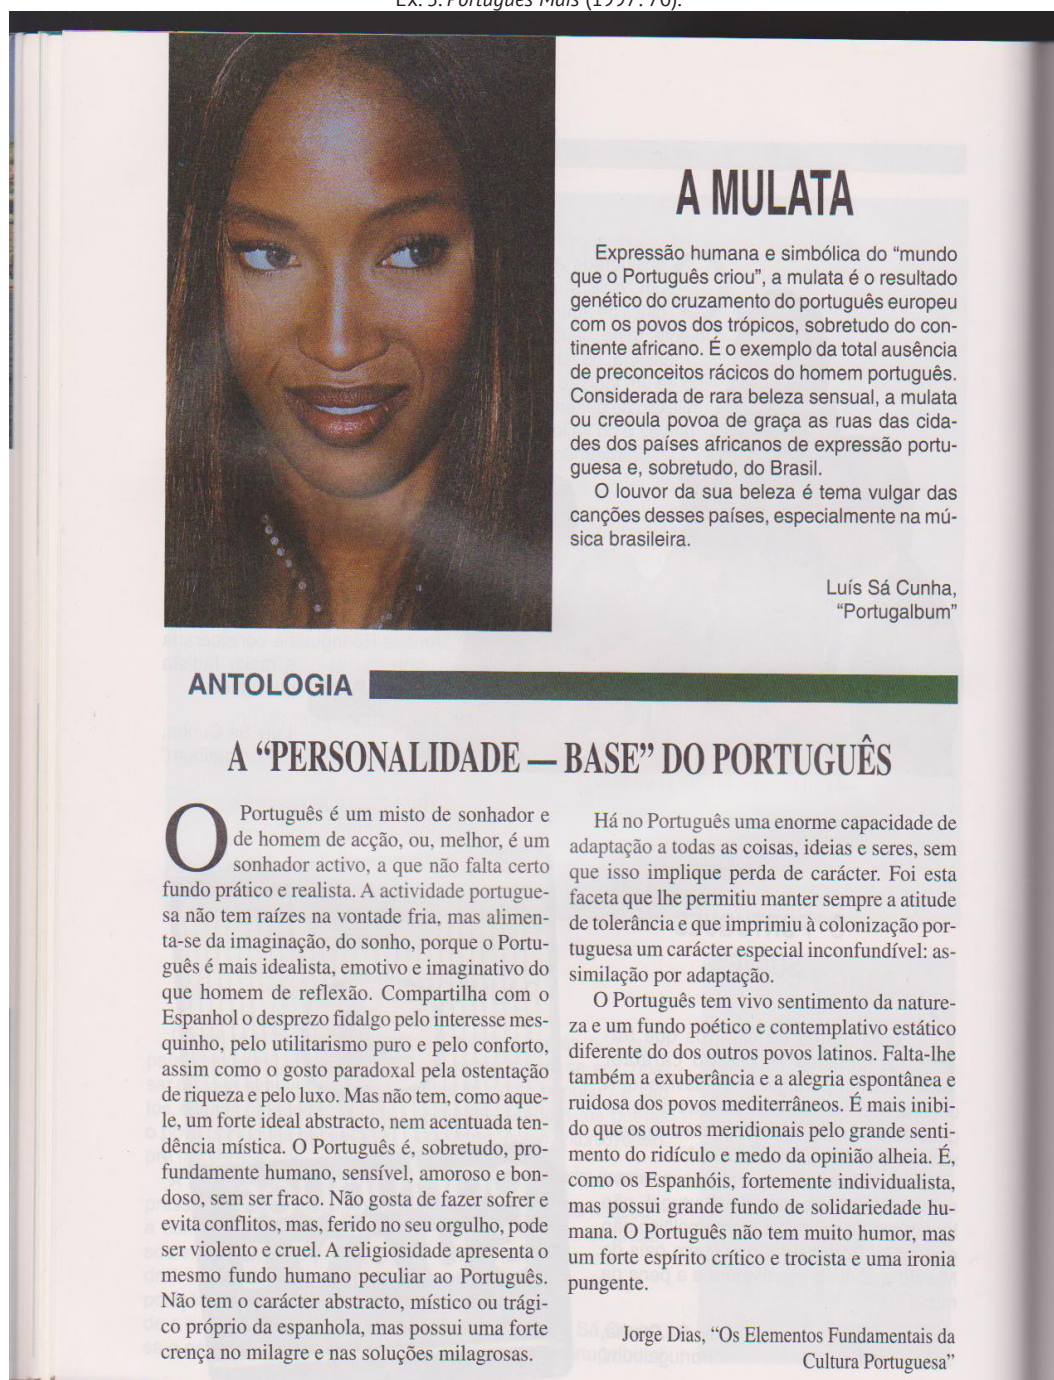 Ex. 3. Português Mais (1997: 70).
A MULATA
Expressão humana e simbólica do “mundo
que o Português criou”, a mulata é o resultado
genético do cruzamento do português europeu
com os povos dos trópicos, sobretudo do con-
tinente africano. É o exemplo da total ausência
de preconceitos rácicos do homem português.
Considerada de rara beleza sensual, a mulata
ou creoula povoa de graça as ruas das cida-
des dos países africanos de expressão portu-
guesa e, sobretudo, do Brasil.
O louvor da sua beleza é tema vulgar das
canções desses países, especialmente na mú-
sica brasileira.
Luís Sá Cunha,
“Portugalbum”
ANTOLOGIA
A “PERSONALIDADE — BASE” DO PORTUGUÊS
O Português é um misto de sonhador e
de homem de acção, ou, melhor, é um
sonhador activo, a que não falta certo
fundo prático e realista. A actividade portugue-
sa não tem raízes na vontade fria, mas alimen-
ta-se da imaginação, do sonho, porque o Portu-
guês é mais idealista, emotivo e imaginativo do
que homem de reflexão. Compartilha com o
Espanhol o desprezo fidalgo pelo interesse mes-
quinho, pelo utilitarismo puro e pelo conforto,
assim como o gosto paradoxal pela ostentação
de riqueza e pelo luxo. Mas não tem, como aque-
le, um forte ideal abstracto, nem acentuada ten-
dência mística. O Português é, sobretudo, pro-
fundamente humano, sensível, amoroso e bon-
doso, sem ser fraco. Não gosta de fazer sofrer e
evita conflitos, mas, ferido no seu orgulho, pode
ser violento e cruel. A religiosidade apresenta o
mesmo fundo humano peculiar ao Português.
Não tem o carácter abstracto, místico ou trági-
co próprio da espanhola, mas possui uma forte
crença no milagre e nas soluções milagrosas.
Há no Português uma enorme capacidade de
adaptação a todas as coisas, ideias e seres, sem
que isso implique perda de carácter. Foi esta
faceta que lhe permitiu manter sempre a atitude
de tolerância e que imprimiu à colonização por-
tuguesa um carácter especial inconfundível: as-
similação por adaptação.
O Português tem vivo sentimento da nature-
za e um fundo poético e contemplativo estático
diferente do dos outros povos latinos. Falta-lhe
também a exuberância e a alegria espontânea e
ruidosa dos povos mediterrâneos. É mais inibi-
do que os outros meridionais pelo grande senti-
mento do ridículo e medo da opinião alheia. É,
como os Espanhóis, fortemente individualista,
mas possui grande fundo de solidariedade hu-
mana. O Português não tem muito humor, mas
um forte espírito crítico e trocista e uma ironia
pungente.
Jorge Dias, “Os Elementos Fundamentais da
Cultura Portuguesa”